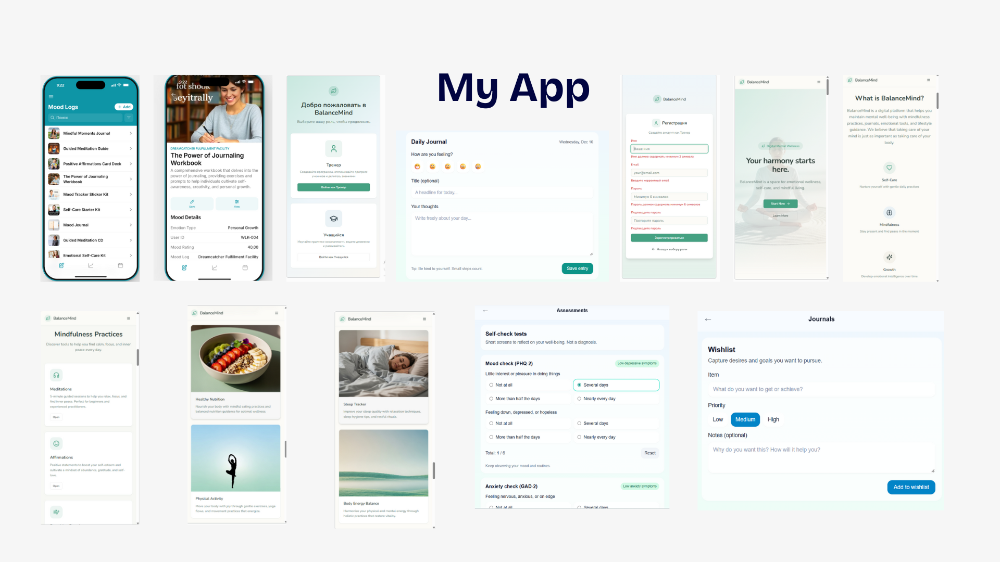 My App
9:22
Mood Logs
+ Add
Поиск
Mindful Moments Journal
Guided Meditation Guide
Positive Affirmations Card Deck
The Power of Journaling
Workbook
Mood Tracker Sticker Kit
Self-Care Starter Kit
Mood Journal
Guided Meditation CD
Emotional Self-Care Kit
9:22
fot shook
seyitrally
DREAMCATCHER FULFILLMENT FACILITY
The Power of Journaling
Workbook
A comprehensive workbook that delves into the
power of journaling, providing exercises and
prompts to help individuals cultivate self-
awareness, creativity, and personal growth.
Save
View
Mood Details
Emotion Type Personal Growth
User ID WLK-004
Mood Rating 40,00
Mood Log Dreamcatcher Fulfillment Facility
Добро пожаловать в
BalanceMind
Выберите вашу роль, чтобы продолжить
Тренер
Создавайте программы, отслеживайте прогресс
учеников и делитесь знаниями
Войти как Тренер
Учащийся
Изучайте практики осознанности, ведите дневники
и развивайтесь.
Войти как Учащийся
Daily Journal
Wednesday, Dec 10
How are you feeling?
Title (optional)
A headline for today...
Your thoughts
Write freely about your day...
Tip: Be kind to yourself. Small steps count.
Save entry
BalanceMind
Регистрация
Создайте аккаунт как Тренер
Имя
Ваше имя
Имя должно содержать минимум 2 символа
Email
your@email.com
Введите корректный email
Пароль
Минимум 6 символов
Пароль должен содержать минимум 6 символов
Подтвердите пароль
Повторите пароль
Подтвердите пароль
Зарегистрироваться
← Назад к выбору роли
BalanceMind
Digital Mental Wellness
Your harmony starts
here.
BalanceMind is a space for emotional wellness,
self-care, and mindful living.
Start Now →
Learn More
BalanceMind
What is BalanceMind?
BalanceMind is a digital platform that helps you
maintain mental well-being with mindfulness
practices, journals, emotional tools, and lifestyle
guidance. We believe that taking care of your
mind is just as important as taking care of your
body.
Self-Care
Nurture yourself with gentle daily practices
Mindfulness
Stay present and find peace in the moment
Growth
Develop emotional intelligence over time
BalanceMind
Mindfulness Practices
Discover tools to help you find calm, focus, and inner
peace every day.
Meditations
5-minute guided sessions to help you relax, focus, and
find inner peace. Perfect for beginners and
experienced practitioners.
Open
Affirmations
Positive statements to boost your self-esteem and
cultivate a mindset of abundance, gratitude, and self-
love.
Open
BalanceMind
Healthy Nutrition
Nourish your body with mindful eating practices and
balanced nutrition guidance for optimal wellness.
Physical Activity
Move your body with joy through gentle exercises, yoga
flows, and movement practices that energize.
BalanceMind
Sleep Tracker
Improve your sleep quality with relaxation techniques,
sleep hygiene tips, and restful rituals.
Body Energy Balance
Harmonize your physical and mental energy through
holistic practices that restore vitality.
← Assessments
Self-check tests
Short screens to reflect on your well-being. Not a diagnosis.
Mood check (PHQ-2)
Low depressive symptoms
Little interest or pleasure in doing things
Not at all
Several days
More than half the days
Nearly every day
Feeling down, depressed, or hopeless
Not at all
Several days
More than half the days
Nearly every day
Total: 1 / 6
Reset
Keep observing your mood and routines.
Anxiety check (GAD-2)
Low anxiety symptoms
Feeling nervous, anxious, or on edge
Not at all
Several days
← Journals
Wishlist
Capture desires and goals you want to pursue.
Item
What do you want to get or achieve?
Priority
Low
Medium
High
Notes (optional)
Why do you want this? How will it help you?
Add to wishlist